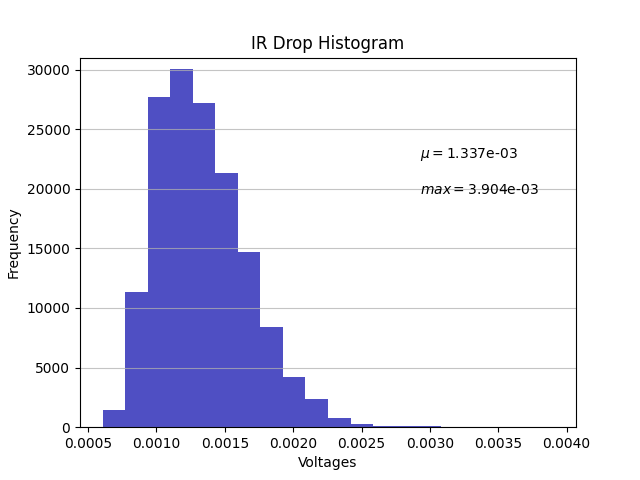 IR Drop Histogram
30000
25000
20000
15000
10000
5000
0
Frequency
μ = 1.337e-03
max = 3.904e-03
0.0005 0.0010 0.0015 0.0020 0.0025 0.0030 0.0035 0.0040
Voltages